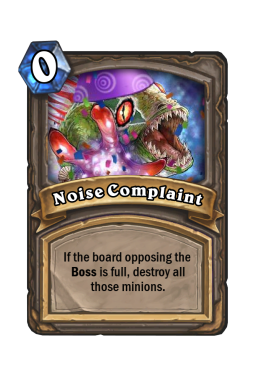 0
Noise Complaint
If the board opposing the
Boss is full, destroy all
those minions.